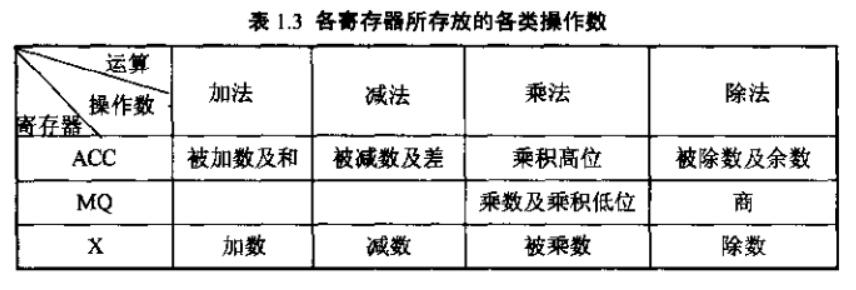 表 1.3 各寄存器所存放的各类操作数
运算
操作数
寄存器
加法 减法 乘法 除法
ACC 被加数及和 被减数及差 乘积高位 被除数及余数
MQ 乘数及乘积低位 商
X 加数 减数 被乘数 除数